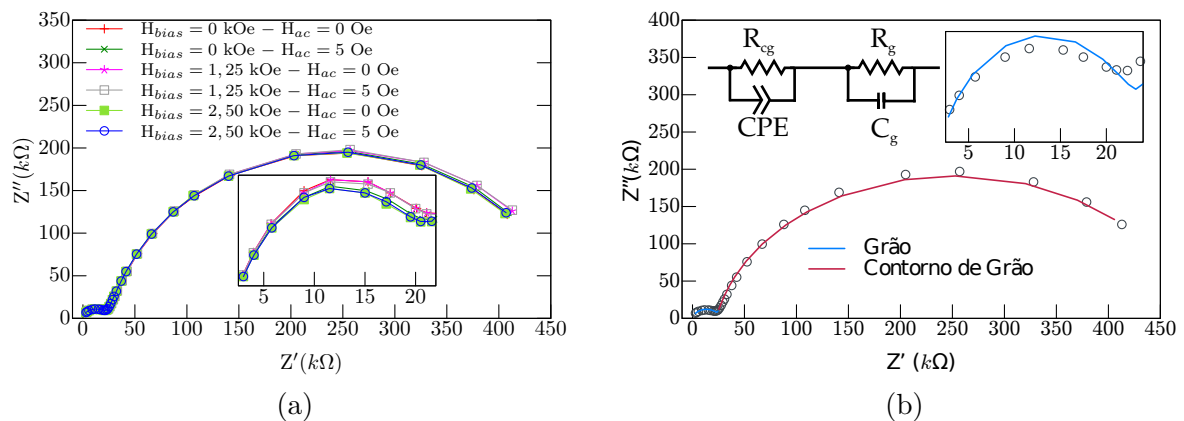 H_bias = 0 kOe − H_ac = 0 Oe
H_bias = 0 kOe − H_ac = 5 Oe
H_bias = 1,25 kOe − H_ac = 0 Oe
H_bias = 1,25 kOe − H_ac = 5 Oe
H_bias = 2,50 kOe − H_ac = 0 Oe
H_bias = 2,50 kOe − H_ac = 5 Oe
350
300
250
200
150
100
50
0
Z′′(kΩ)
5 10 15 20
0 50 100 150 200 250 300 350 400 450
Z′(kΩ)
(a)
400
350
300
250
200
150
100
50
0
Z″(kΩ)
R_cg
R_g
CPE
C_g
5 10 15 20
Grão
Contorno de Grão
0 50 100 150 200 250 300 350 400 450
Z′ (kΩ)
(b)